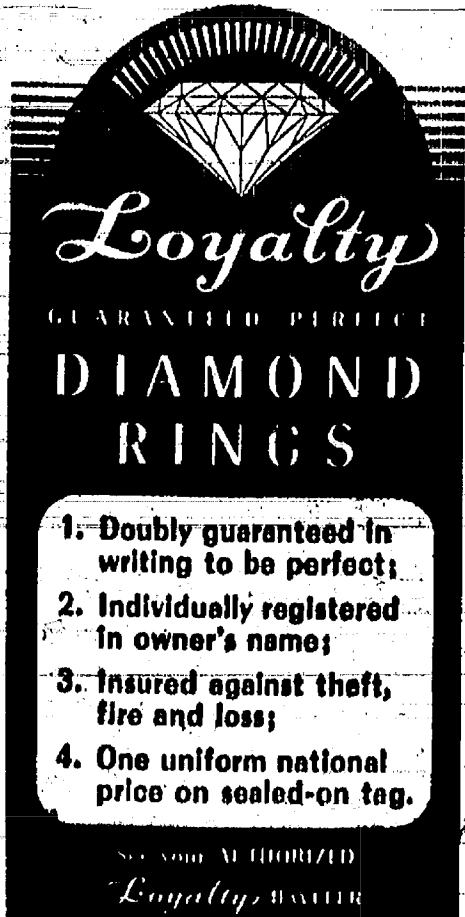 Loyalty
GUARANTEED PERFECT
DIAMOND
RINGS
1. Doubly guaranteed in
writing to be perfect;
2. Individually registered
in owner's name;
3. Insured against theft,
fire and loss;
4. One uniform national
price on sealed-on tag.
See your AUTHORIZED
Loyalty JEWELER